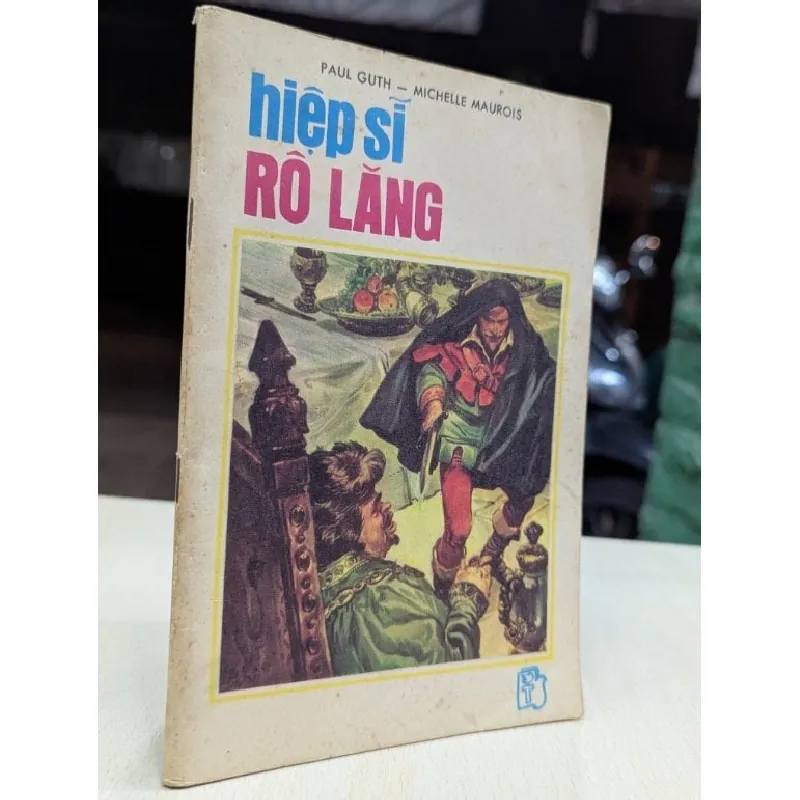 PAUL GUTH — MICHELLE MAUROIS
hiệp sĩ
RÔ LĂNG